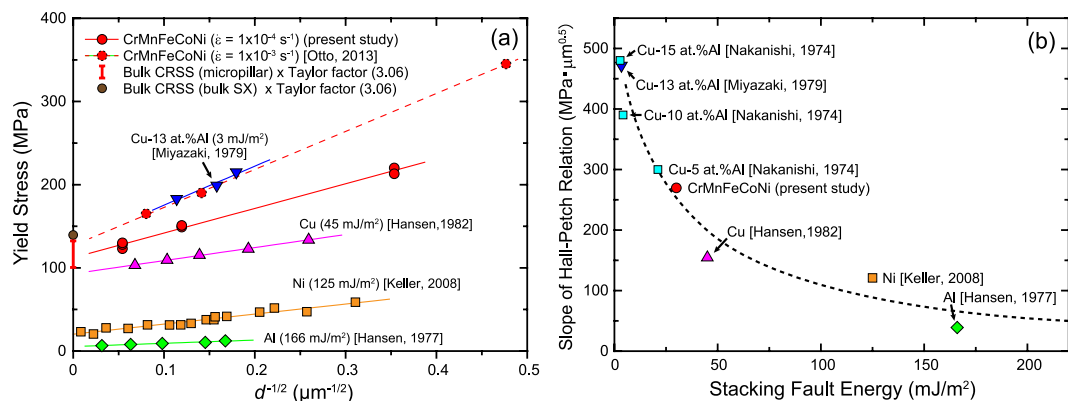 (a)
400
300
200
100
0
Yield Stress (MPa)
CrMnFeCoNi (ε̇ = 1x10⁻⁴ s⁻¹) (present study)
CrMnFeCoNi (ε̇ = 1x10⁻³ s⁻¹) [Otto, 2013]
Bulk CRSS (micropillar) x Taylor factor (3.06)
Bulk CRSS (bulk SX) x Taylor factor (3.06)
Cu-13 at.%Al (3 mJ/m²)
[Miyazaki, 1979]
Cu (45 mJ/m²) [Hansen,1982]
Ni (125 mJ/m²) [Keller, 2008]
Al (166 mJ/m²) [Hansen, 1977]
0 0.1 0.2 0.3 0.4 0.5
d⁻¹/² (μm⁻¹/²)
(b)
500
400
300
200
100
0
Slope of Hall-Petch Relation (MPa·μm⁰·⁵)
Cu-15 at.%Al [Nakanishi, 1974]
Cu-13 at.%Al [Miyazaki, 1979]
Cu-10 at.%Al [Nakanishi, 1974]
Cu-5 at.%Al [Nakanishi, 1974]
CrMnFeCoNi (present study)
Cu [Hansen,1982]
Ni [Keller, 2008]
Al [Hansen, 1977]
0 50 100 150 200
Stacking Fault Energy (mJ/m²)